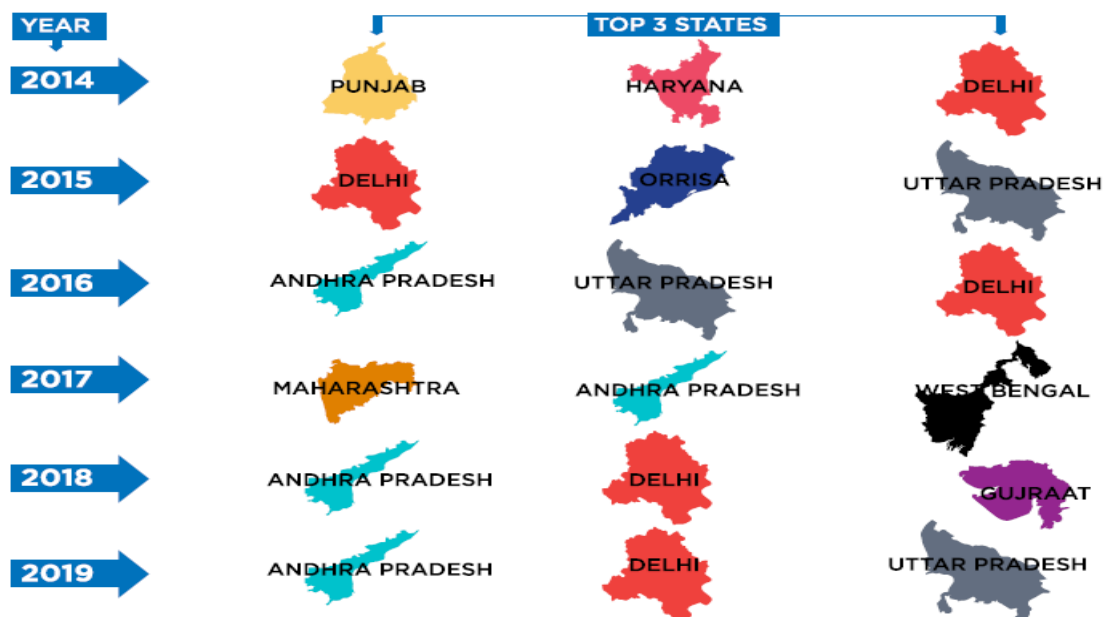 YEAR
TOP 3 STATES
2014
PUNJAB
HARYANA
DELHI
2015
DELHI
ORRISA
UTTAR PRADESH
2016
ANDHRA PRADESH
UTTAR PRADESH
DELHI
2017
MAHARASHTRA
ANDHRA PRADESH
WEST BENGAL
2018
ANDHRA PRADESH
DELHI
GUJRAAT
2019
ANDHRA PRADESH
DELHI
UTTAR PRADESH